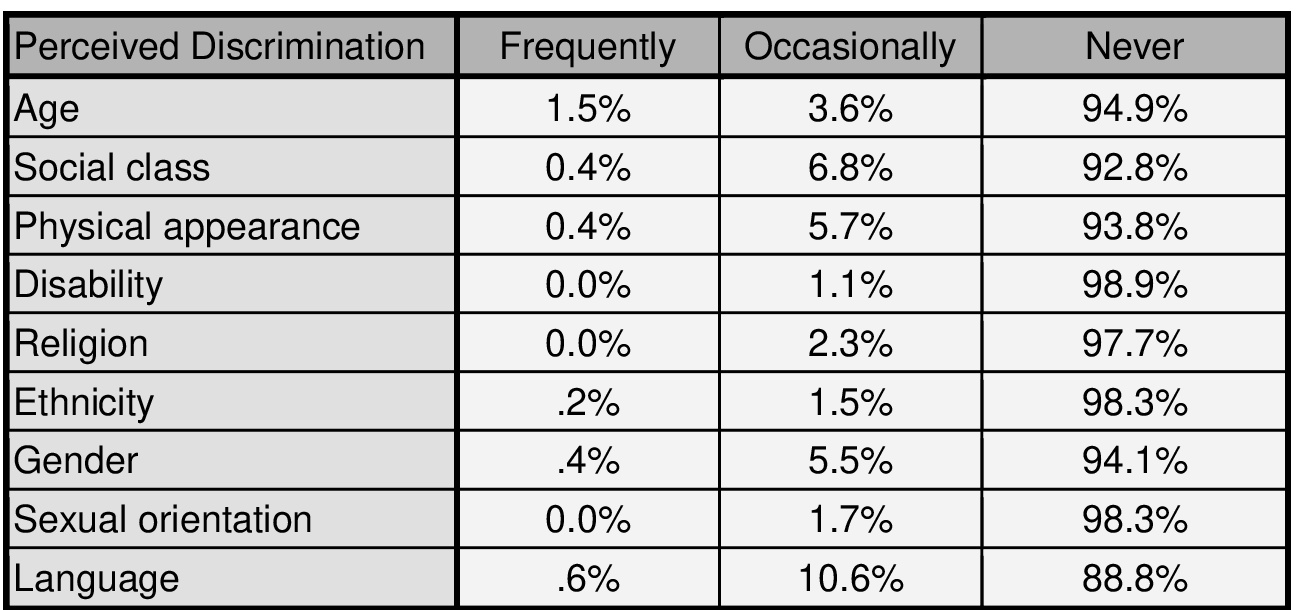 Perceived Discrimination Frequently Occasionally Never
Age 1.5% 3.6% 94.9%
Social class 0.4% 6.8% 92.8%
Physical appearance 0.4% 5.7% 93.8%
Disability 0.0% 1.1% 98.9%
Religion 0.0% 2.3% 97.7%
Ethnicity .2% 1.5% 98.3%
Gender .4% 5.5% 94.1%
Sexual orientation 0.0% 1.7% 98.3%
Language .6% 10.6% 88.8%